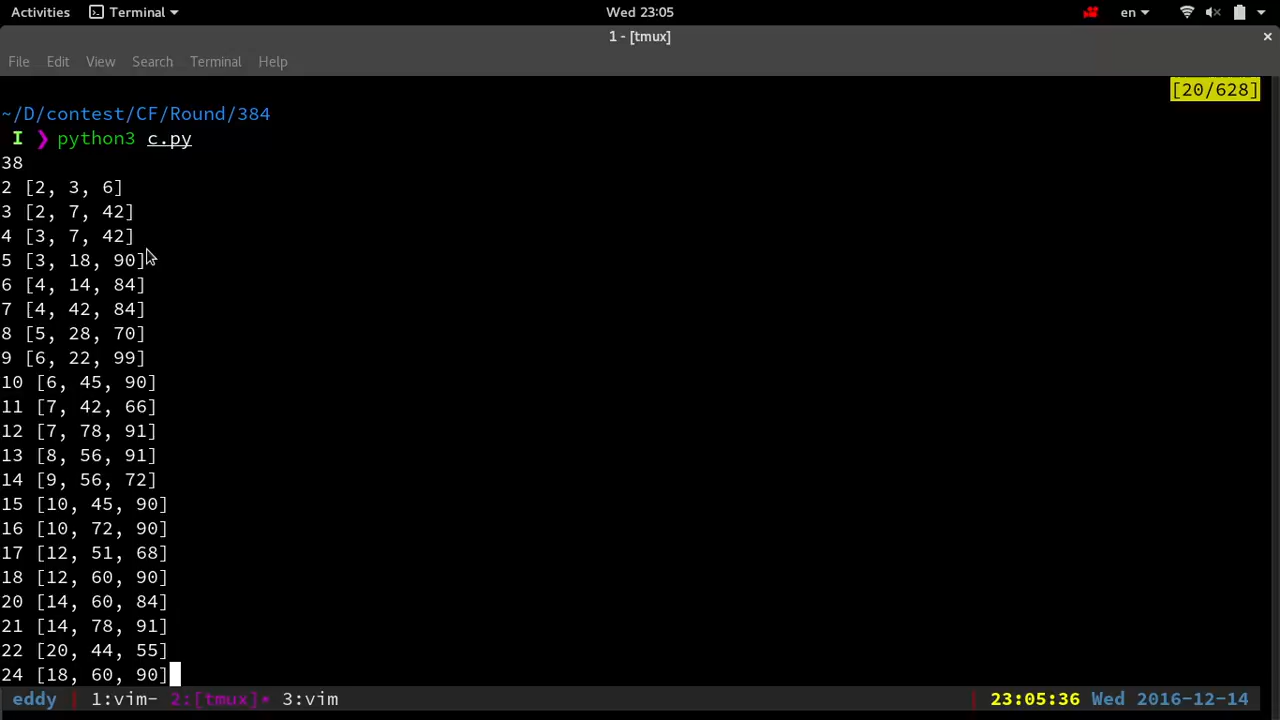 Activities Terminal Wed 23:05 en
1 - [tmux] ×
File Edit View Search Terminal Help
[20/628]
~/D/contest/CF/Round/384
I ❯ python3 c.py
38
2 [2, 3, 6]
3 [2, 7, 42]
4 [3, 7, 42]
5 [3, 18, 90]
6 [4, 14, 84]
7 [4, 42, 84]
8 [5, 28, 70]
9 [6, 22, 99]
10 [6, 45, 90]
11 [7, 42, 66]
12 [7, 78, 91]
13 [8, 56, 91]
14 [9, 56, 72]
15 [10, 45, 90]
16 [10, 72, 90]
17 [12, 51, 68]
18 [12, 60, 90]
20 [14, 60, 84]
21 [14, 78, 91]
22 [20, 44, 55]
24 [18, 60, 90]
eddy 1:vim- 2:[tmux]* 3:vim 23:05:36 Wed 2016-12-14